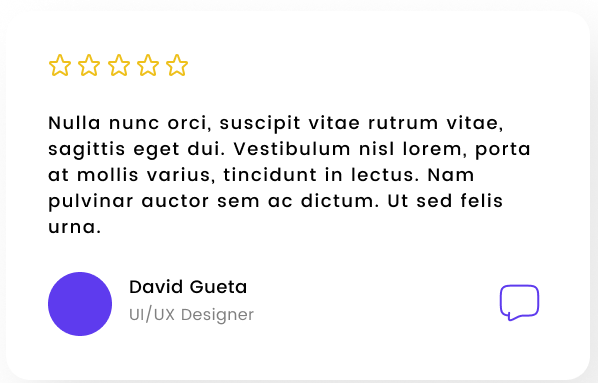 Nulla nunc orci, suscipit vitae rutrum vitae,
sagittis eget dui. Vestibulum nisl lorem, porta
at mollis varius, tincidunt in lectus. Nam
pulvinar auctor sem ac dictum. Ut sed felis
urna.
David Gueta
UI/UX Designer